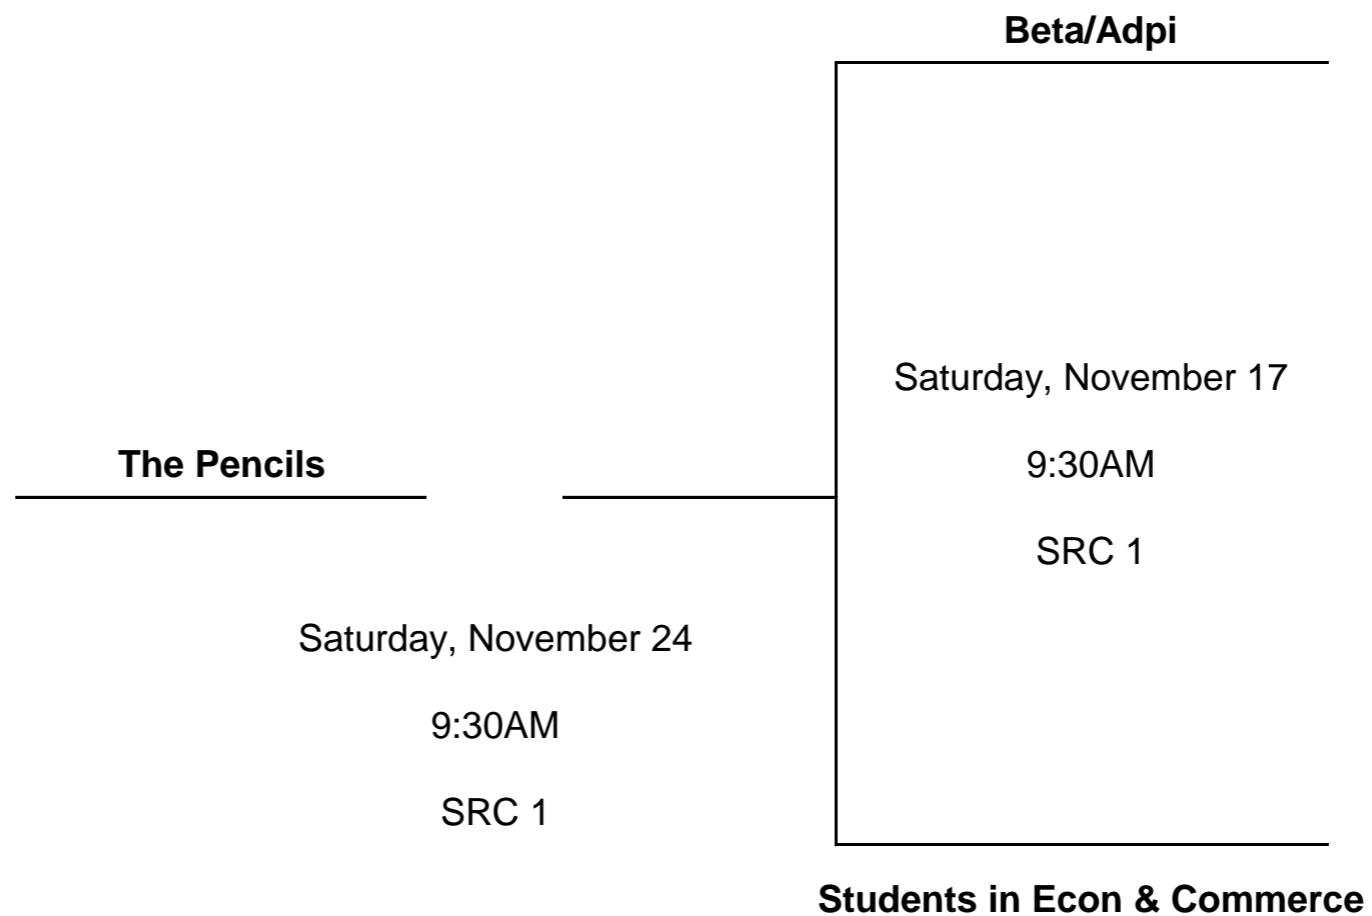 Beta/Adpi
Saturday, November 17
The Pencils
9:30AM
SRC 1
Saturday, November 24
9:30AM
SRC 1
Students in Econ & Commerce